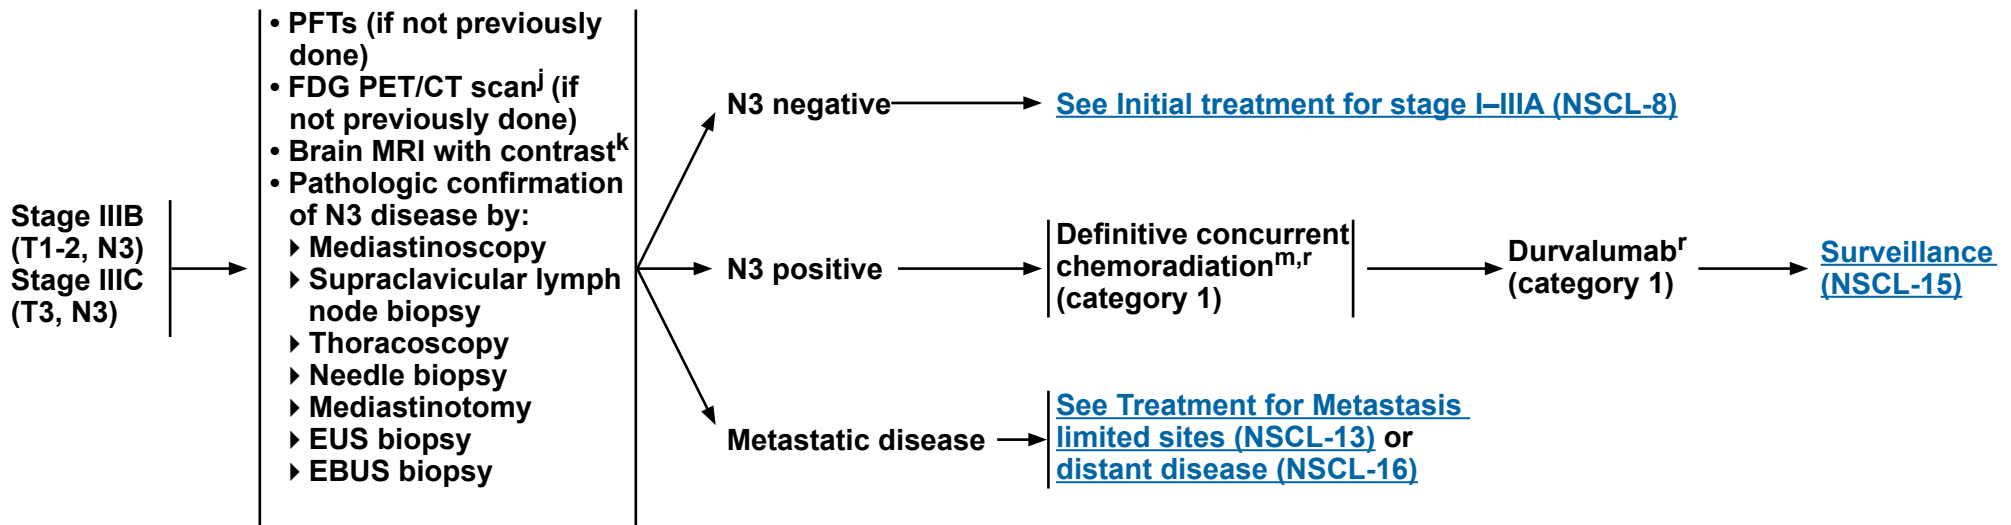 Stage IIIB
(T1-2, N3)
Stage IIIC
(T3, N3)
• PFTs (if not previously
done)
• FDG PET/CT scanj (if
not previously done)
• Brain MRI with contrastk
• Pathologic confirmation
of N3 disease by:
Mediastinoscopy
Supraclavicular lymph
node biopsy
Thoracoscopy
Needle biopsy
Mediastinotomy
EUS biopsy
EBUS biopsy
N3 negative
See Initial treatment for stage I–IIIA (NSCL-8)
N3 positive
Definitive concurrent
chemoradiationm,r
(category 1)
Durvalumabr
(category 1)
Surveillance
(NSCL-15)
Metastatic disease
See Treatment for Metastasis
limited sites (NSCL-13) or
distant disease (NSCL-16)